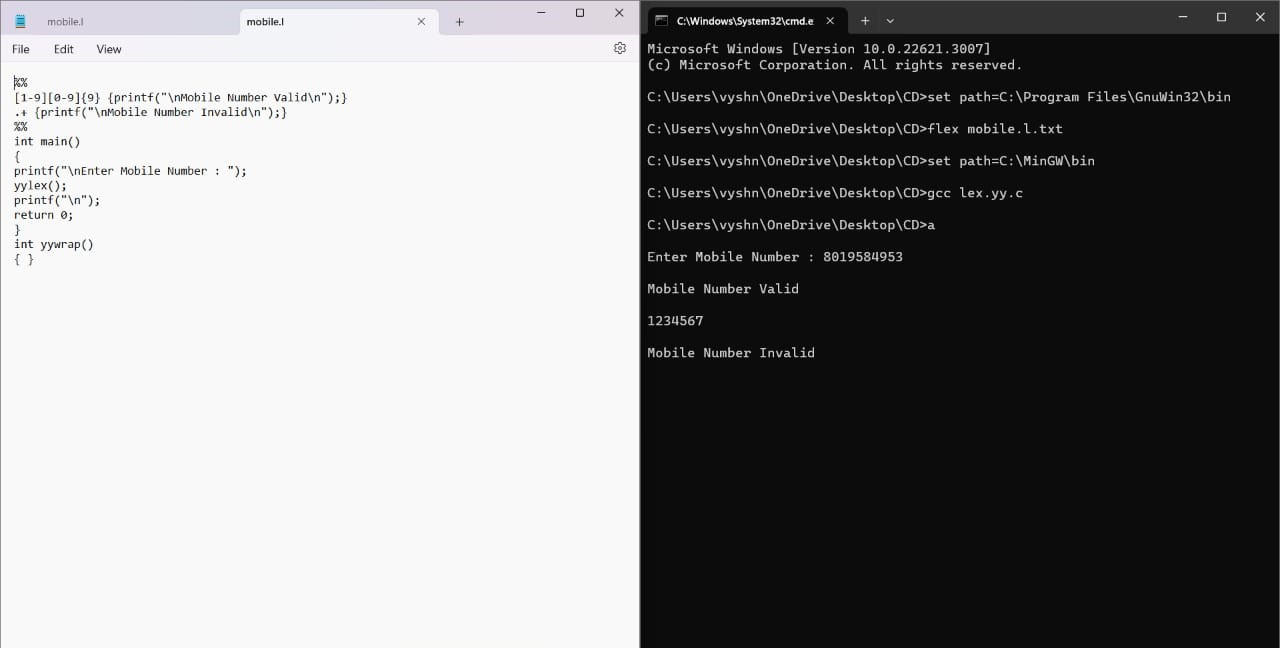 mobile.l
mobile.l
File Edit View
%%
[1-9][0-9]{9} {printf("\nMobile Number Valid\n");}
.+ {printf("\nMobile Number Invalid\n");}
%%
int main()
{
printf("\nEnter Mobile Number : ");
yylex();
printf("\n");
return 0;
}
int yywrap()
{ }
C:\Windows\System32\cmd.e
Microsoft Windows [Version 10.0.22621.3007]
(c) Microsoft Corporation. All rights reserved.
C:\Users\vyshn\OneDrive\Desktop\CD>set path=C:\Program Files\GnuWin32\bin
C:\Users\vyshn\OneDrive\Desktop\CD>flex mobile.l.txt
C:\Users\vyshn\OneDrive\Desktop\CD>set path=C:\MinGW\bin
C:\Users\vyshn\OneDrive\Desktop\CD>gcc lex.yy.c
C:\Users\vyshn\OneDrive\Desktop\CD>a
Enter Mobile Number : 8019584953
Mobile Number Valid
1234567
Mobile Number Invalid